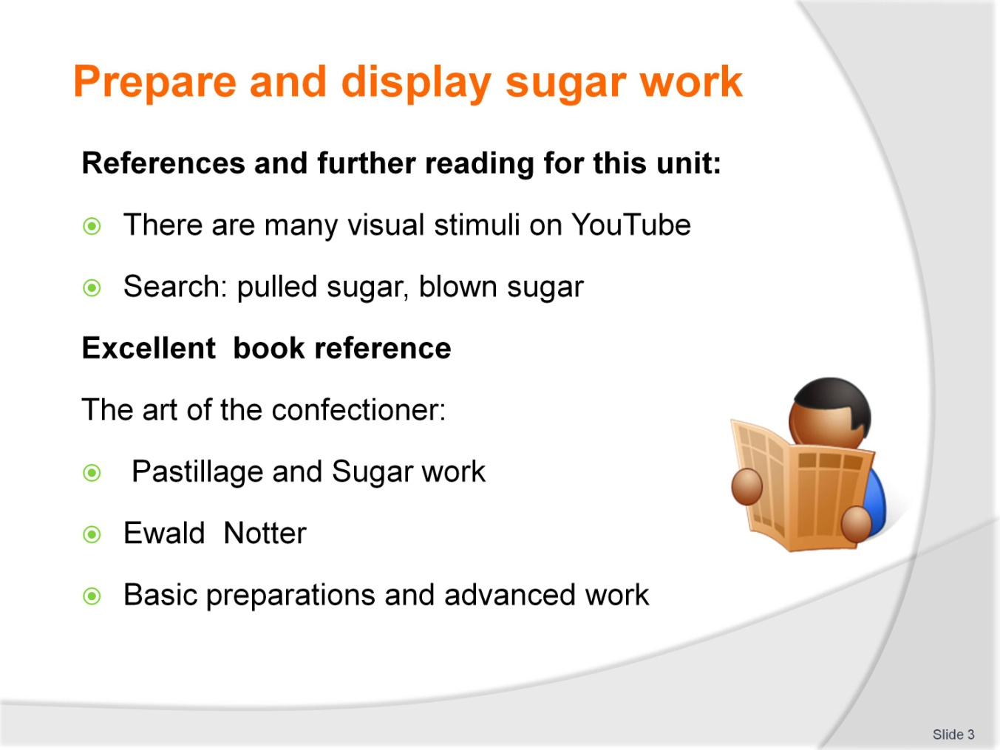 Prepare and display sugar work
References and further reading for this unit:
There are many visual stimuli on YouTube
Search: pulled sugar, blown sugar
Excellent  book reference
The art of the confectioner:
Pastillage and Sugar work
Ewald  Notter
Basic preparations and advanced work
Slide 3